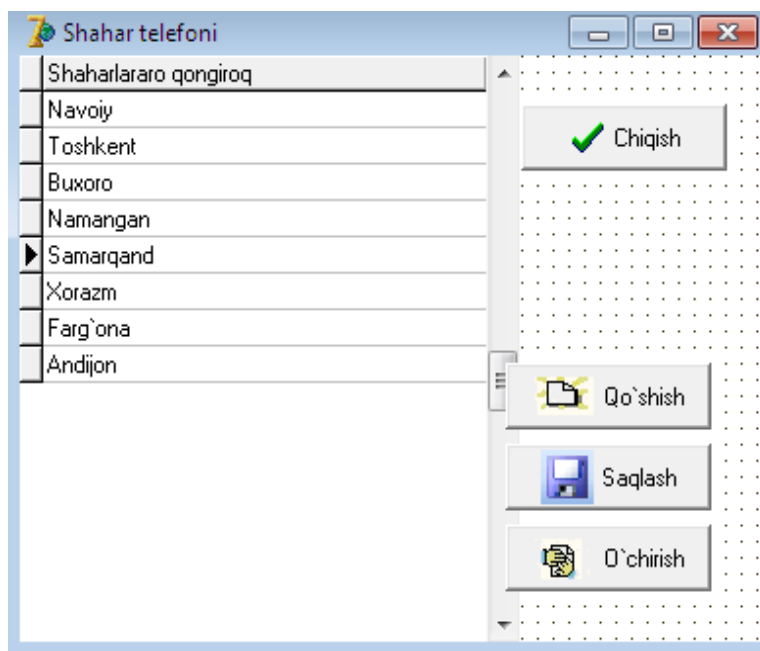 Shahar telefoni
Shaharlararo qongiroq
Navoiy
Toshkent
Buxoro
Namangan
Samarqand
Xorazm
Farg`ona
Andijon
Chiqish
Qo`shish
Saqlash
O`chirish